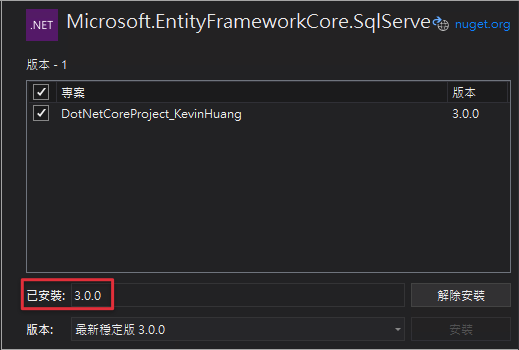 .NET
Microsoft.EntityFrameworkCore.SqlServe
nuget.org
版本 - 1
專案 版本
DotNetCoreProject_KevinHuang 3.0.0
已安裝: 3.0.0 解除安裝
版本: 最新穩定版 3.0.0 安裝